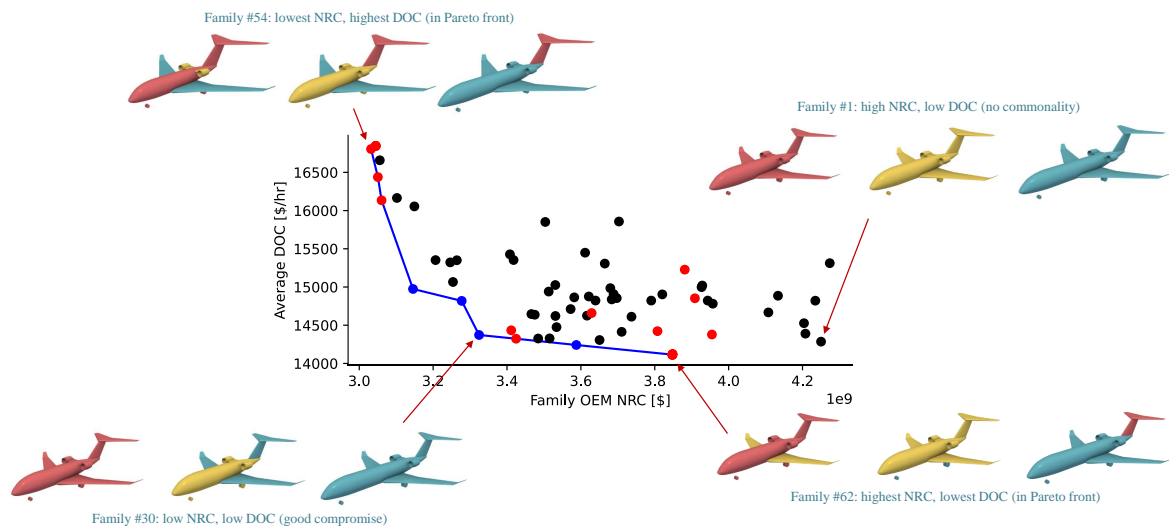 Family #54: lowest NRC, highest DOC (in Pareto front)
Family #1: high NRC, low DOC (no commonality)
Average DOC [$/hr]
16500
16000
15500
15000
14500
14000
3.0 3.2 3.4 3.6 3.8 4.0 4.2
1e9
Family OEM NRC [$]
Family #62: highest NRC, lowest DOC (in Pareto front)
Family #30: low NRC, low DOC (good compromise)